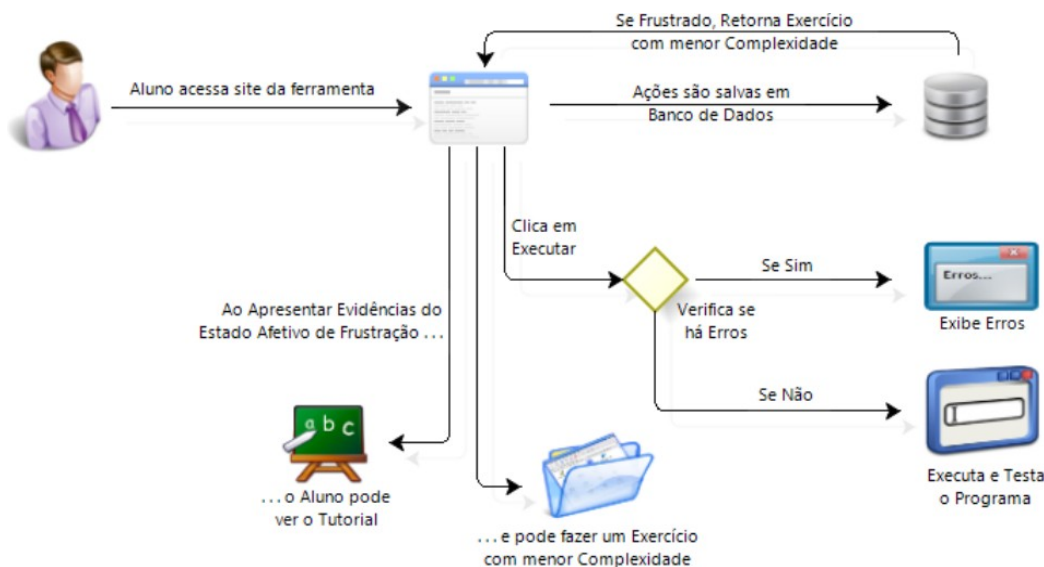 Se Frustrado, Retorna Exercício
com menor Complexidade
Aluno acessa site da ferramenta
Ações são salvas em
Banco de Dados
Clica em
Executar
Se Sim
Erros...
Exibe Erros
Verifica se
há Erros
Ao Apresentar Evidências do
Estado Afetivo de Frustração ...
Se Não
Executa e Testa
o Programa
a b c
... o Aluno pode
ver o Tutorial
... e pode fazer um Exercício
com menor Complexidade